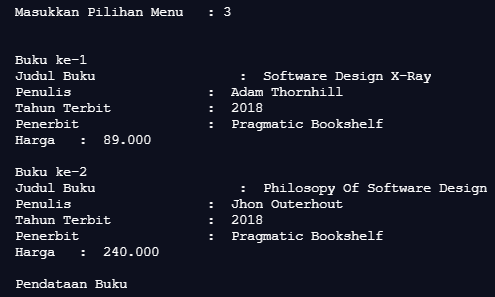 Masukkan Pilihan Menu : 3
Buku ke-1
Judul Buku : Software Design X-Ray
Penulis : Adam Thornhill
Tahun Terbit : 2018
Penerbit : Pragmatic Bookshelf
Harga : 89.000
Buku ke-2
Judul Buku : Philosopy Of Software Design
Penulis : Jhon Outerhout
Tahun Terbit : 2018
Penerbit : Pragmatic Bookshelf
Harga : 240.000
Pendataan Buku